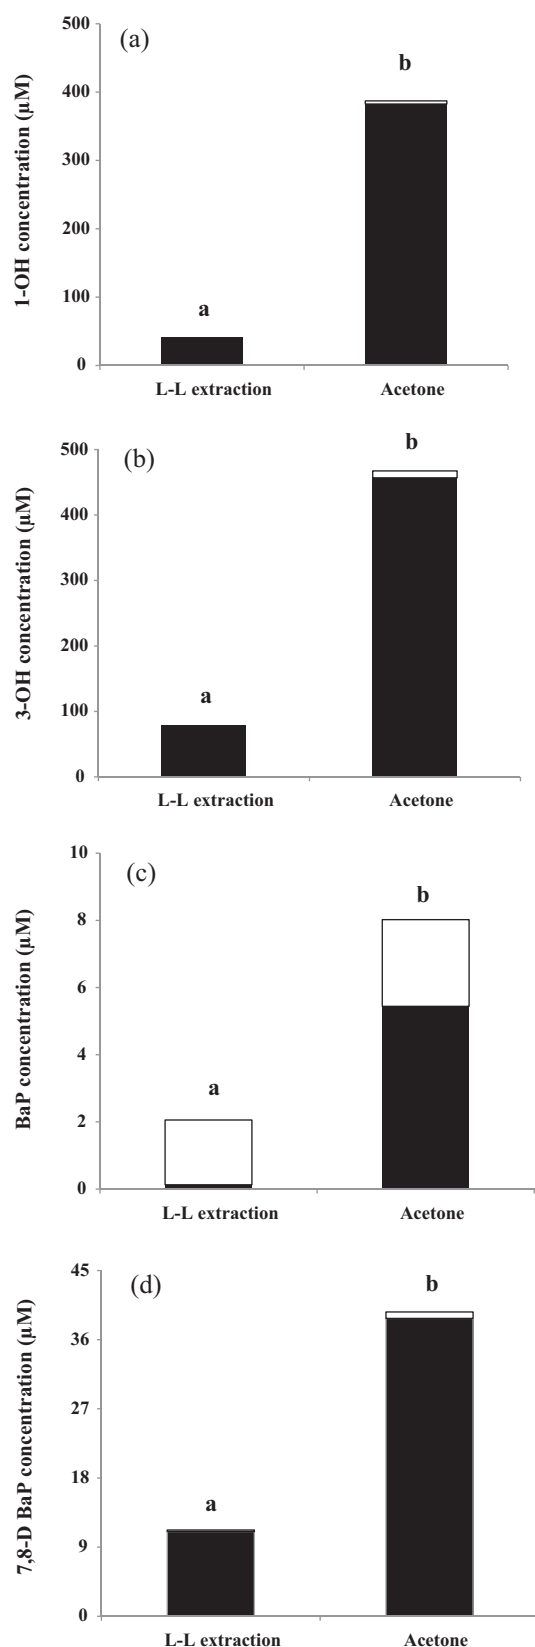 (a)
1-OH concentration (µM)
500
400
300
200
100
0
a
b
L-L extraction
Acetone
(b)
3-OH concentration (µM)
500
400
300
200
100
0
a
b
L-L extraction
Acetone
(c)
BaP concentration (µM)
10
8
6
4
2
0
a
b
L-L extraction
Acetone
(d)
7,8-D BaP concentration (µM)
45
36
27
18
9
0
a
b
L-L extraction
Acetone